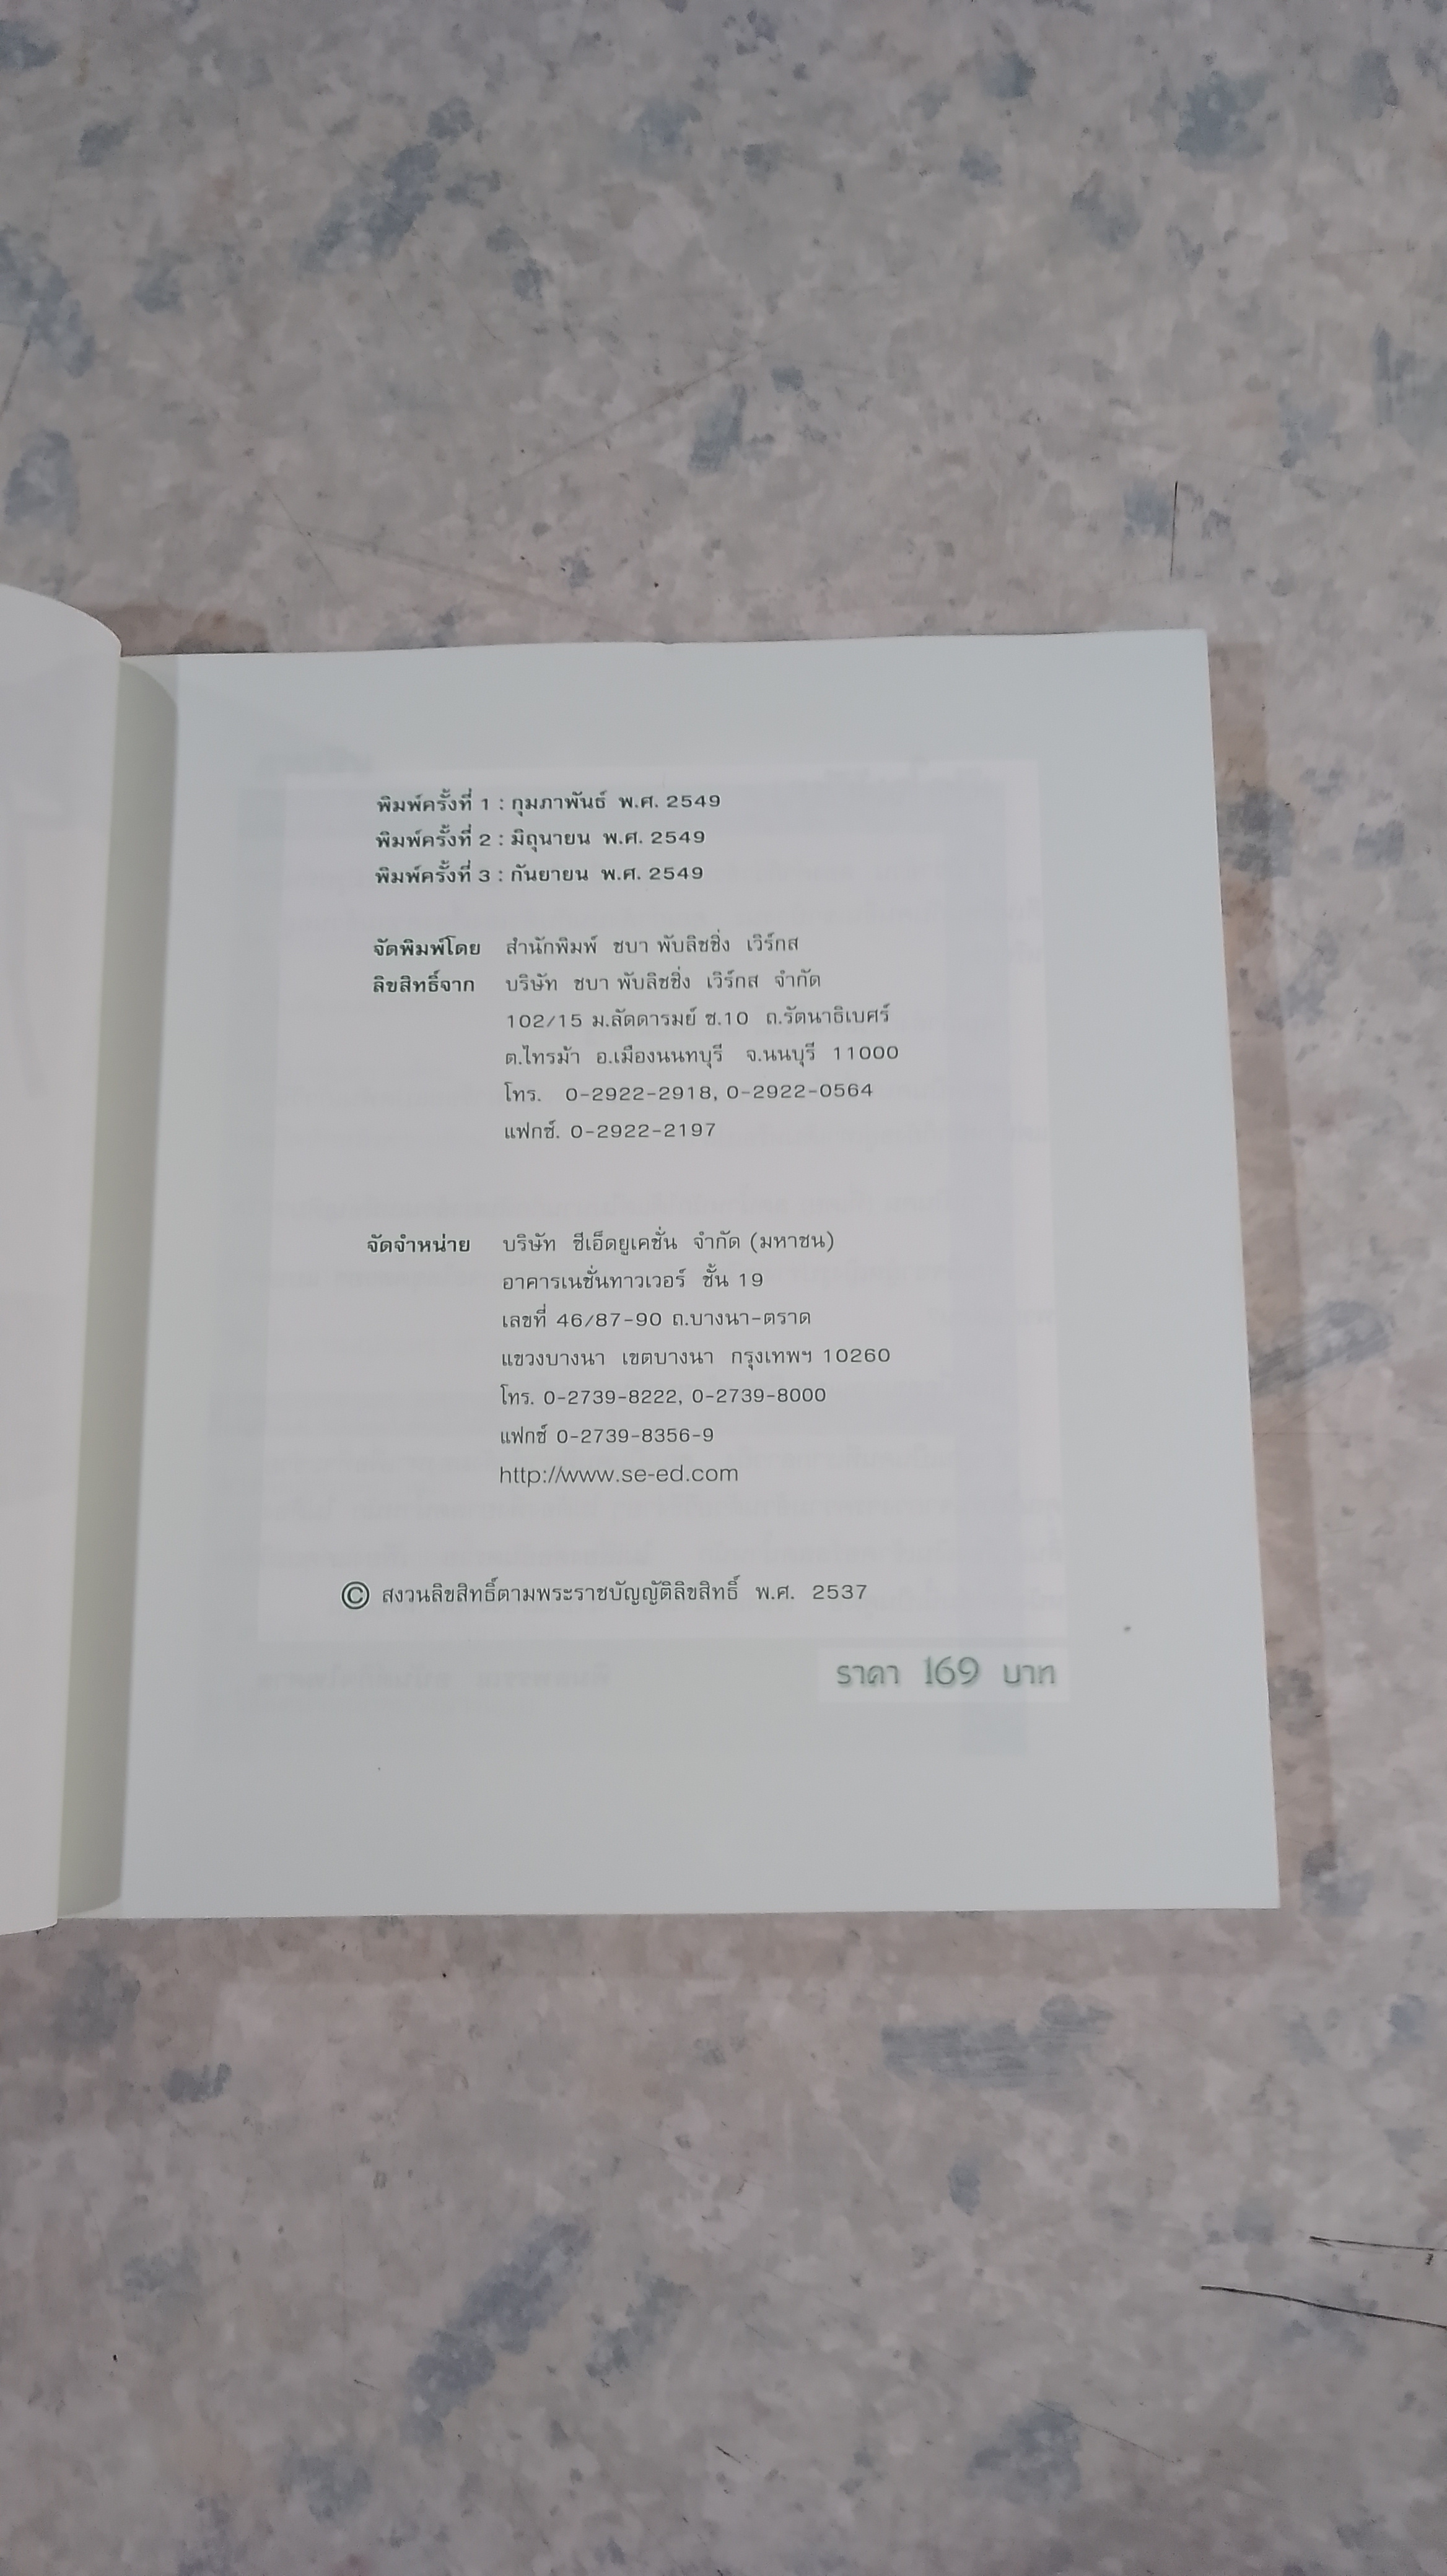 พิมพ์ครั้งที่ 1 : กุมภาพันธ์ พ.ศ. 2549
พิมพ์ครั้งที่ 2 : มิถุนายน พ.ศ. 2549
พิมพ์ครั้งที่ 3 : กันยายน พ.ศ. 2549
จัดพิมพ์โดย สำนักพิมพ์ ชบา พับลิชชิ่ง เวิร์กส
ลิขสิทธิ์จาก บริษัท ชบา พับลิชชิ่ง เวิร์กส จำกัด
102/15 ม.ลัดดารมย์ ซ.10 ถ.รัตนาธิเบศร์
ต.ไทรม้า อ.เมืองนนทบุรี จ.นนบุรี 11000
โทร. 0-2922-2918, 0-2922-0564
แฟกซ์. 0-2922-2197
จัดจำหน่าย บริษัท ซีเอ็ดยูเคชั่น จำกัด (มหาชน)
อาคารเนชั่นทาวเวอร์ ชั้น 19
เลขที่ 46/87-90 ถ.บางนา-ตราด
แขวงบางนา เขตบางนา กรุงเทพฯ 10260
โทร. 0-2739-8222, 0-2739-8000
แฟกซ์ 0-2739-8356-9
http://www.se-ed.com
© สงวนลิขสิทธิ์ตามพระราชบัญญัติลิขสิทธิ์ พ.ศ. 2537
ราคา 169 บาท